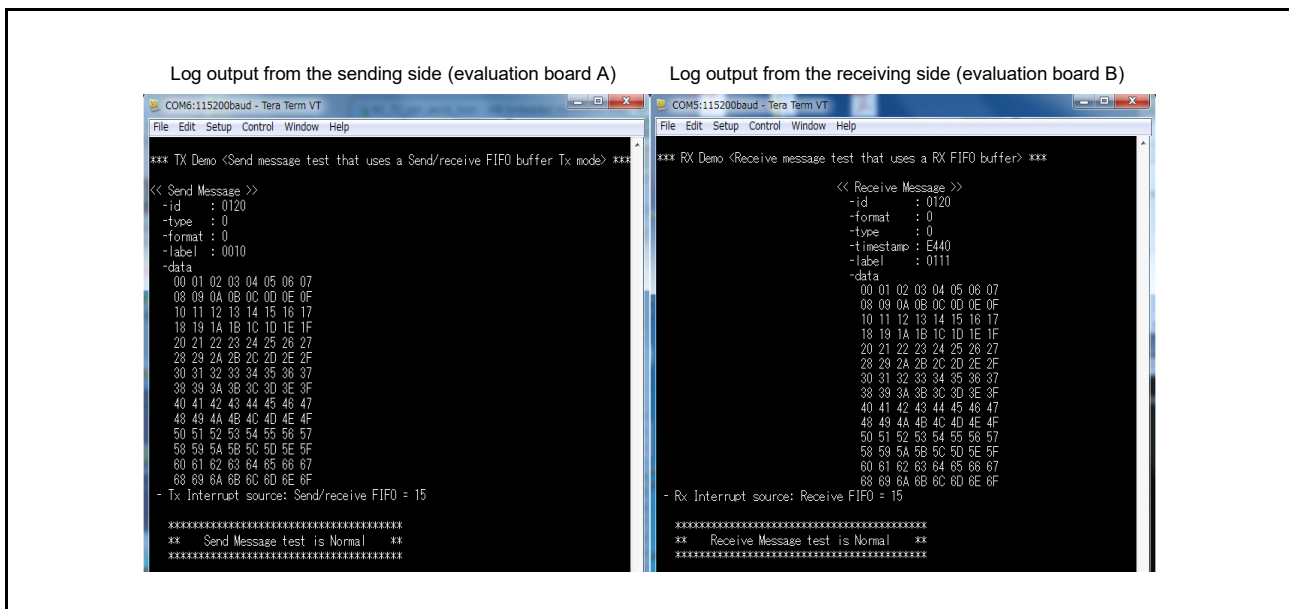 Log output from the sending side (evaluation board A)
COM6:115200baud - Tera Term VT
File Edit Setup Control Window Help
*** TX Demo <Send message test that uses a Send/receive FIFO buffer Tx mode> ***
<< Send Message >>
-id : 0120
-type : 0
-format : 0
-label : 0010
-data
00 01 02 03 04 05 06 07
08 09 0A 0B 0C 0D 0E 0F
10 11 12 13 14 15 16 17
18 19 1A 1B 1C 1D 1E 1F
20 21 22 23 24 25 26 27
28 29 2A 2B 2C 2D 2E 2F
30 31 32 33 34 35 36 37
38 39 3A 3B 3C 3D 3E 3F
40 41 42 43 44 45 46 47
48 49 4A 4B 4C 4D 4E 4F
50 51 52 53 54 55 56 57
58 59 5A 5B 5C 5D 5E 5F
60 61 62 63 64 65 66 67
68 69 6A 6B 6C 6D 6E 6F
- Tx Interrupt source: Send/receive FIFO = 15
***************************************
** Send Message test is Normal **
***************************************
Log output from the receiving side (evaluation board B)
COM5:115200baud - Tera Term VT
File Edit Setup Control Window Help
*** RX Demo <Receive message test that uses a RX FIFO buffer> ***
<< Receive Message >>
-id : 0120
-format : 0
-type : 0
-timestamp : E440
-label : 0111
-data
00 01 02 03 04 05 06 07
08 09 0A 0B 0C 0D 0E 0F
10 11 12 13 14 15 16 17
18 19 1A 1B 1C 1D 1E 1F
20 21 22 23 24 25 26 27
28 29 2A 2B 2C 2D 2E 2F
30 31 32 33 34 35 36 37
38 39 3A 3B 3C 3D 3E 3F
40 41 42 43 44 45 46 47
48 49 4A 4B 4C 4D 4E 4F
50 51 52 53 54 55 56 57
58 59 5A 5B 5C 5D 5E 5F
60 61 62 63 64 65 66 67
68 69 6A 6B 6C 6D 6E 6F
- Rx Interrupt source: Receive FIFO = 15
******************************************
** Receive Message test is Normal **
******************************************